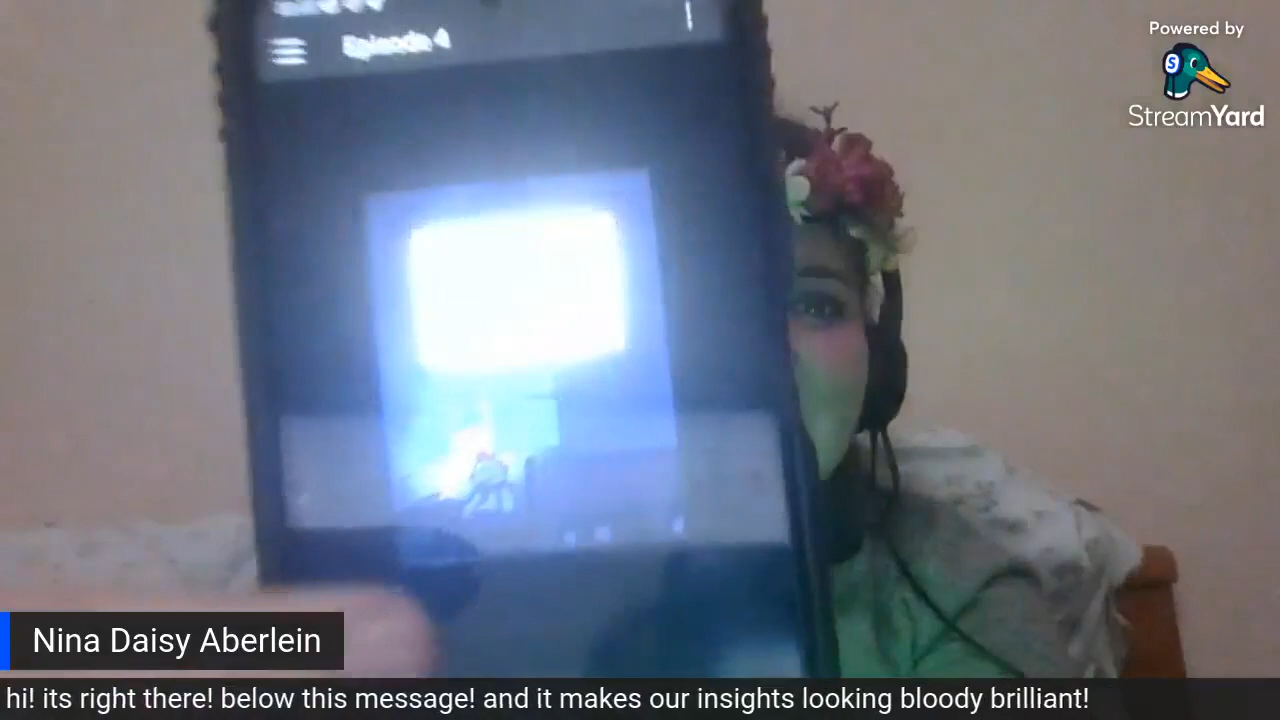 Episode 4
Powered by
StreamYard
Nina Daisy Aberlein
hi! its right there! below this message! and it makes our insights looking bloody brilliant!